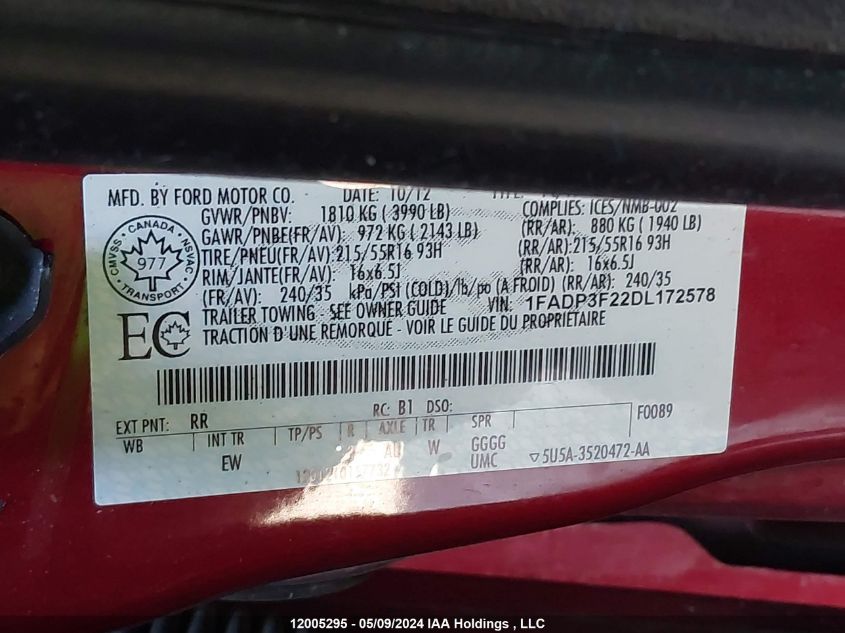 MFD. BY FORD MOTOR CO. DATE: 10/12
GVWR/PNBV: 1810 KG ( 3990 LB) COMPLIES: ICES/NMB-002
GAWR/PNBE(FR/AV): 972 KG ( 2143 LB) (RR/AR): 880 KG ( 1940 LB)
TIRE/PNEU(FR/AV): 215/55R16 93H (RR/AR): 215/55R16 93H
RIM/JANTE(FR/AV): 16x6.5J (RR/AR): 16x6.5J
(FR/AV): 240/35 kPa/PSI (COLD)/lb/po (A FROID) (RR/AR): 240/35
TRAILER TOWING - SEE OWNER GUIDE VIN: 1FADP3F22DL172578
TRACTION D'UNE REMORQUE - VOIR LE GUIDE DU PROPRIETAIRE
CANADA
CMVSS 977 NSVAC
TRANSPORT
EC
EXT PNT: RR RC: B1 DSO: F0089
WB INT TR TP/PS R AXLE TR SPR
EW W GGGG
UMC 5U5A-3520472-AA
12005295 - 05/09/2024 IAA Holdings , LLC